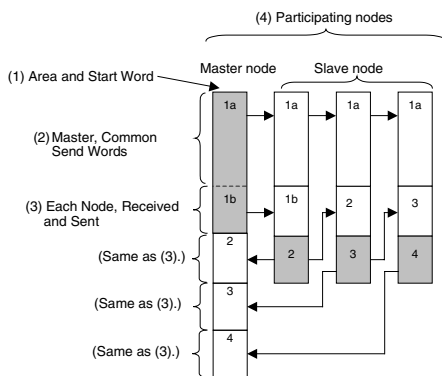 (4) Participating nodes
(1) Area and Start Word
Master node
Slave node
1a
1a
1a
1a
(2) Master, Common
Send Words
(3) Each Node, Received
and Sent
1b
1b
2
3
(Same as (3).)
2
2
3
4
(Same as (3).)
3
(Same as (3).)
4